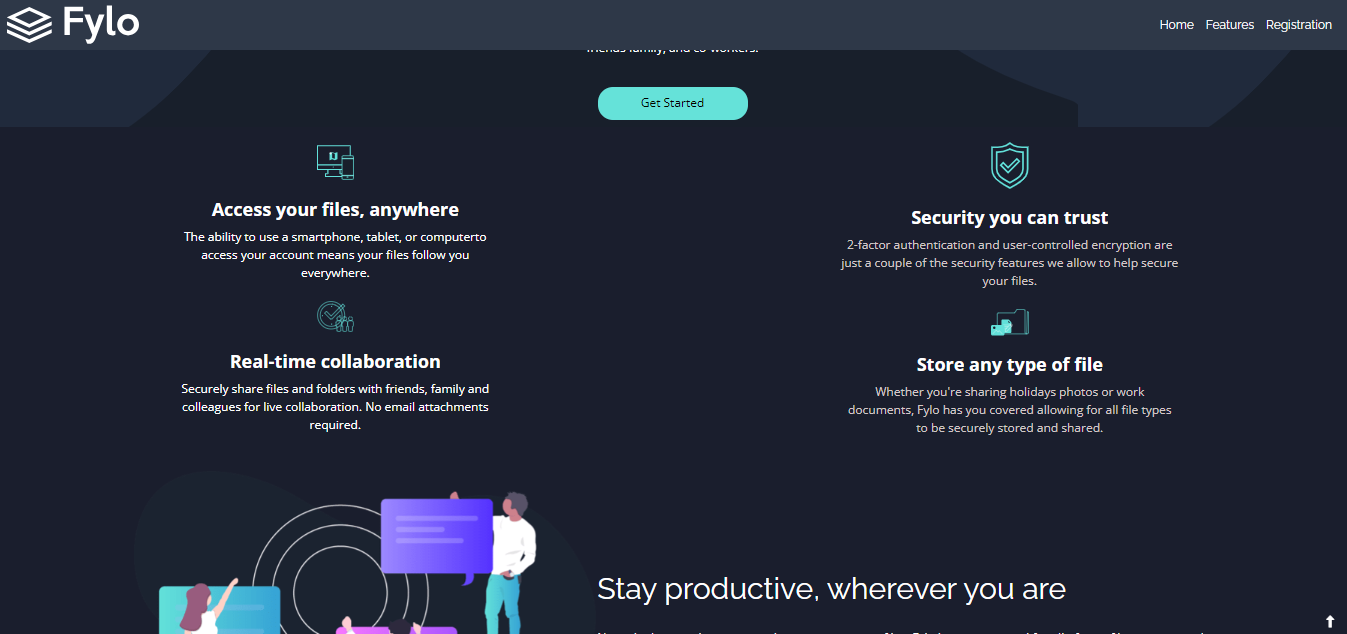 Fylo
Home Features Registration
friends family, and co-workers.
Get Started
Access your files, anywhere
The ability to use a smartphone, tablet, or computerto
access your account means your files follow you
everywhere.
Security you can trust
2-factor authentication and user-controlled encryption are
just a couple of the security features we allow to help secure
your files.
Real-time collaboration
Securely share files and folders with friends, family and
colleagues for live collaboration. No email attachments
required.
Store any type of file
Whether you're sharing holidays photos or work
documents, Fylo has you covered allowing for all file types
to be securely stored and shared.
Stay productive, wherever you are